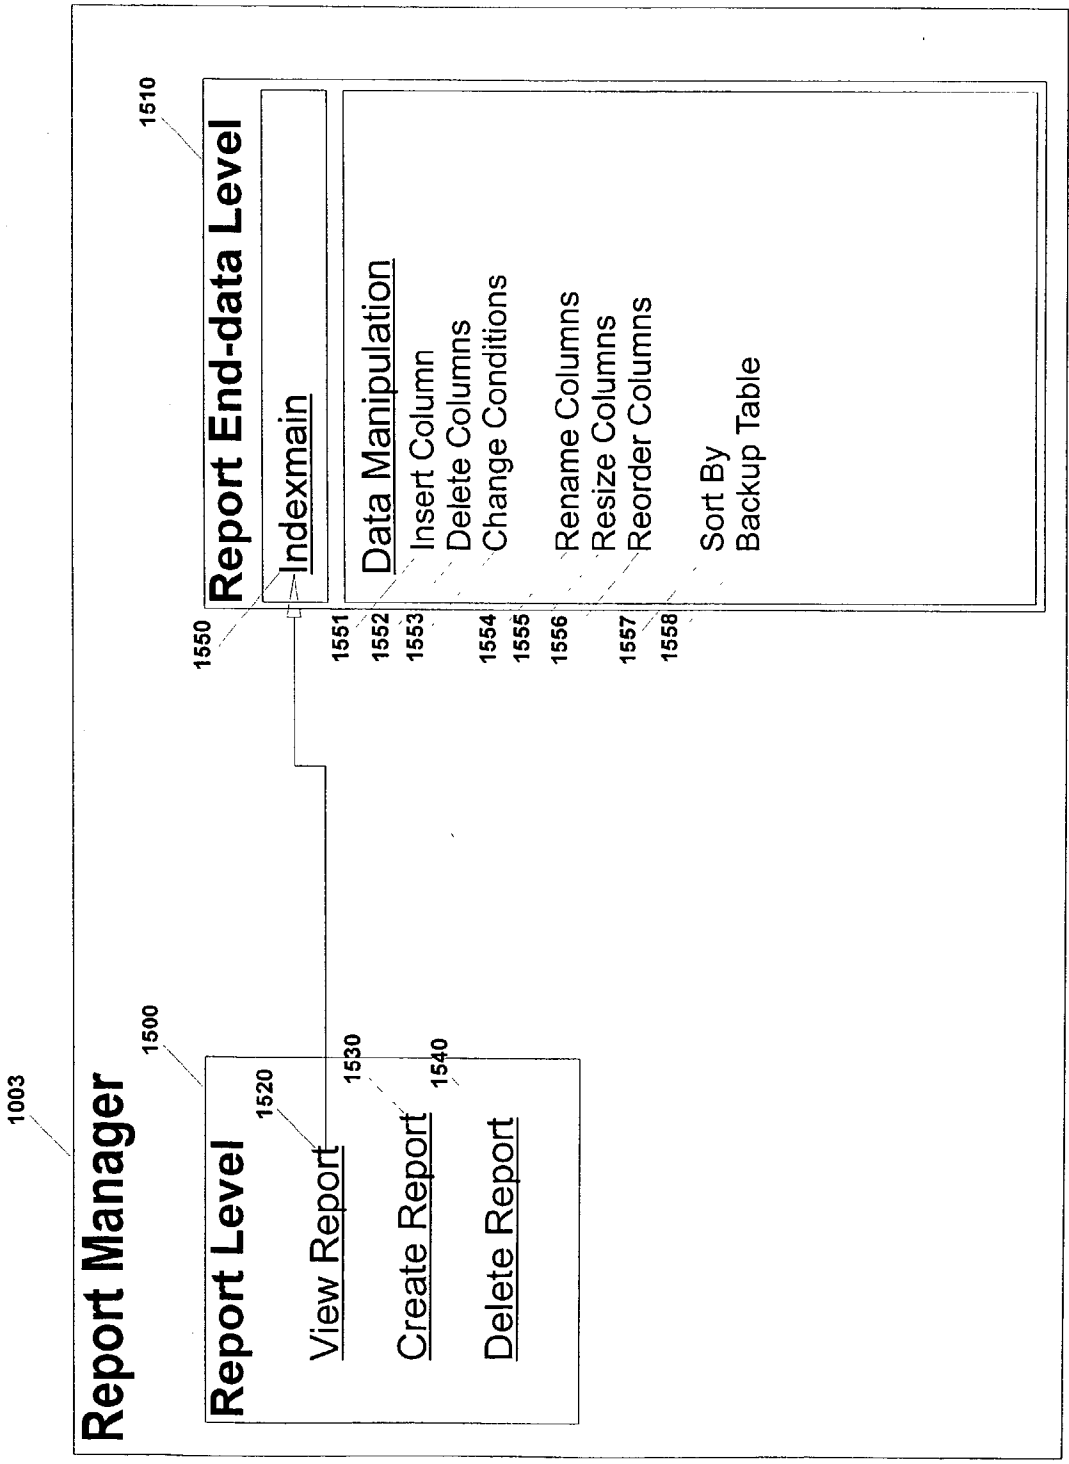 1003
Report Manager
1500
Report Level
1520
View Report
1530
Create Report
1540
Delete Report
1510
Report End-data Level
1550
Indexmain
Data Manipulation
1551
Insert Column
1552
Delete Columns
1553
Change Conditions
1554
Rename Columns
1555
Resize Columns
1556
Reorder Columns
1557
Sort By
1558
Backup Table